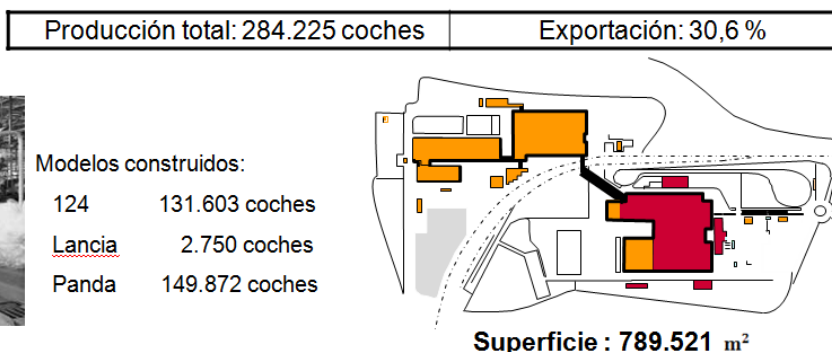 Producción total: 284.225 coches Exportación: 30,6 %
Modelos construidos:
124 131.603 coches
Lancia 2.750 coches
Panda 149.872 coches
Superficie : 789.521 m²